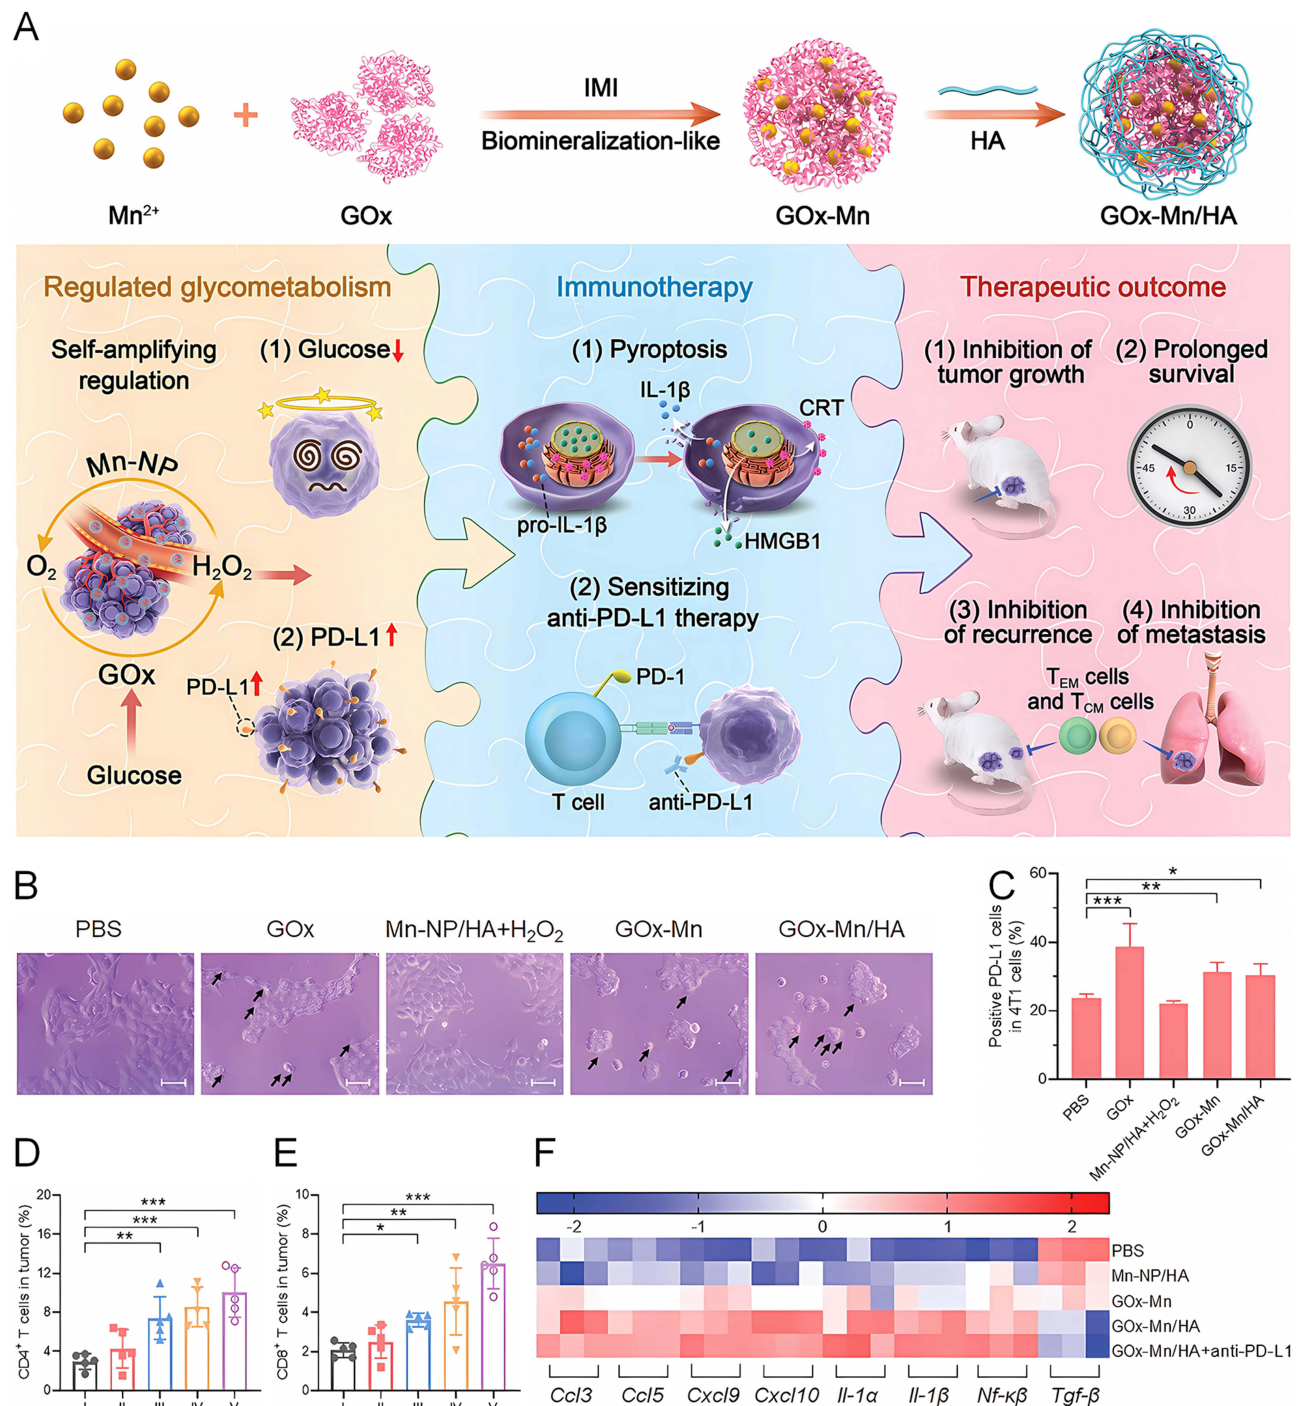 A
Mn2+
+
GOx
IMI
Biomineralization-like
GOx-Mn
HA
GOx-Mn/HA
Regulated glycometabolism
Self-amplifying
regulation
(1) Glucose
Mn-NP
O2
H2O2
GOx
Glucose
(2) PD-L1
PD-L1
Immunotherapy
(1) Pyroptosis
IL-1β
CRT
pro-IL-1β
HMGB1
(2) Sensitizing
anti-PD-L1 therapy
PD-1
T cell
anti-PD-L1
Therapeutic outcome
(1) Inhibition of
tumor growth
(2) Prolonged
survival
0
15
30
45
(3) Inhibition
of recurrence
(4) Inhibition
of metastasis
TEM cells
and TCM cells
B
PBS
GOx
Mn-NP/HA+H2O2
GOx-Mn
GOx-Mn/HA
C
Positive PD-L1 cells
in 4T1 cells (%)
60
40
20
0
*
**
***
PBS
GOx
Mn-NP/HA+H2O2
GOx-Mn
GOx-Mn/HA
D
CD4+ T cells in tumor (%)
20
16
12
8
4
0
***
***
**
E
CD8+ T cells in tumor (%)
10
8
6
4
2
0
***
**
*
F
-2 -1 0 1 2
PBS
Mn-NP/HA
GOx-Mn
GOx-Mn/HA
GOx-Mn/HA+anti-PD-L1
Ccl3 Ccl5 Cxcl9 Cxcl10 Il-1α Il-1β Nf-κβ Tgf-β